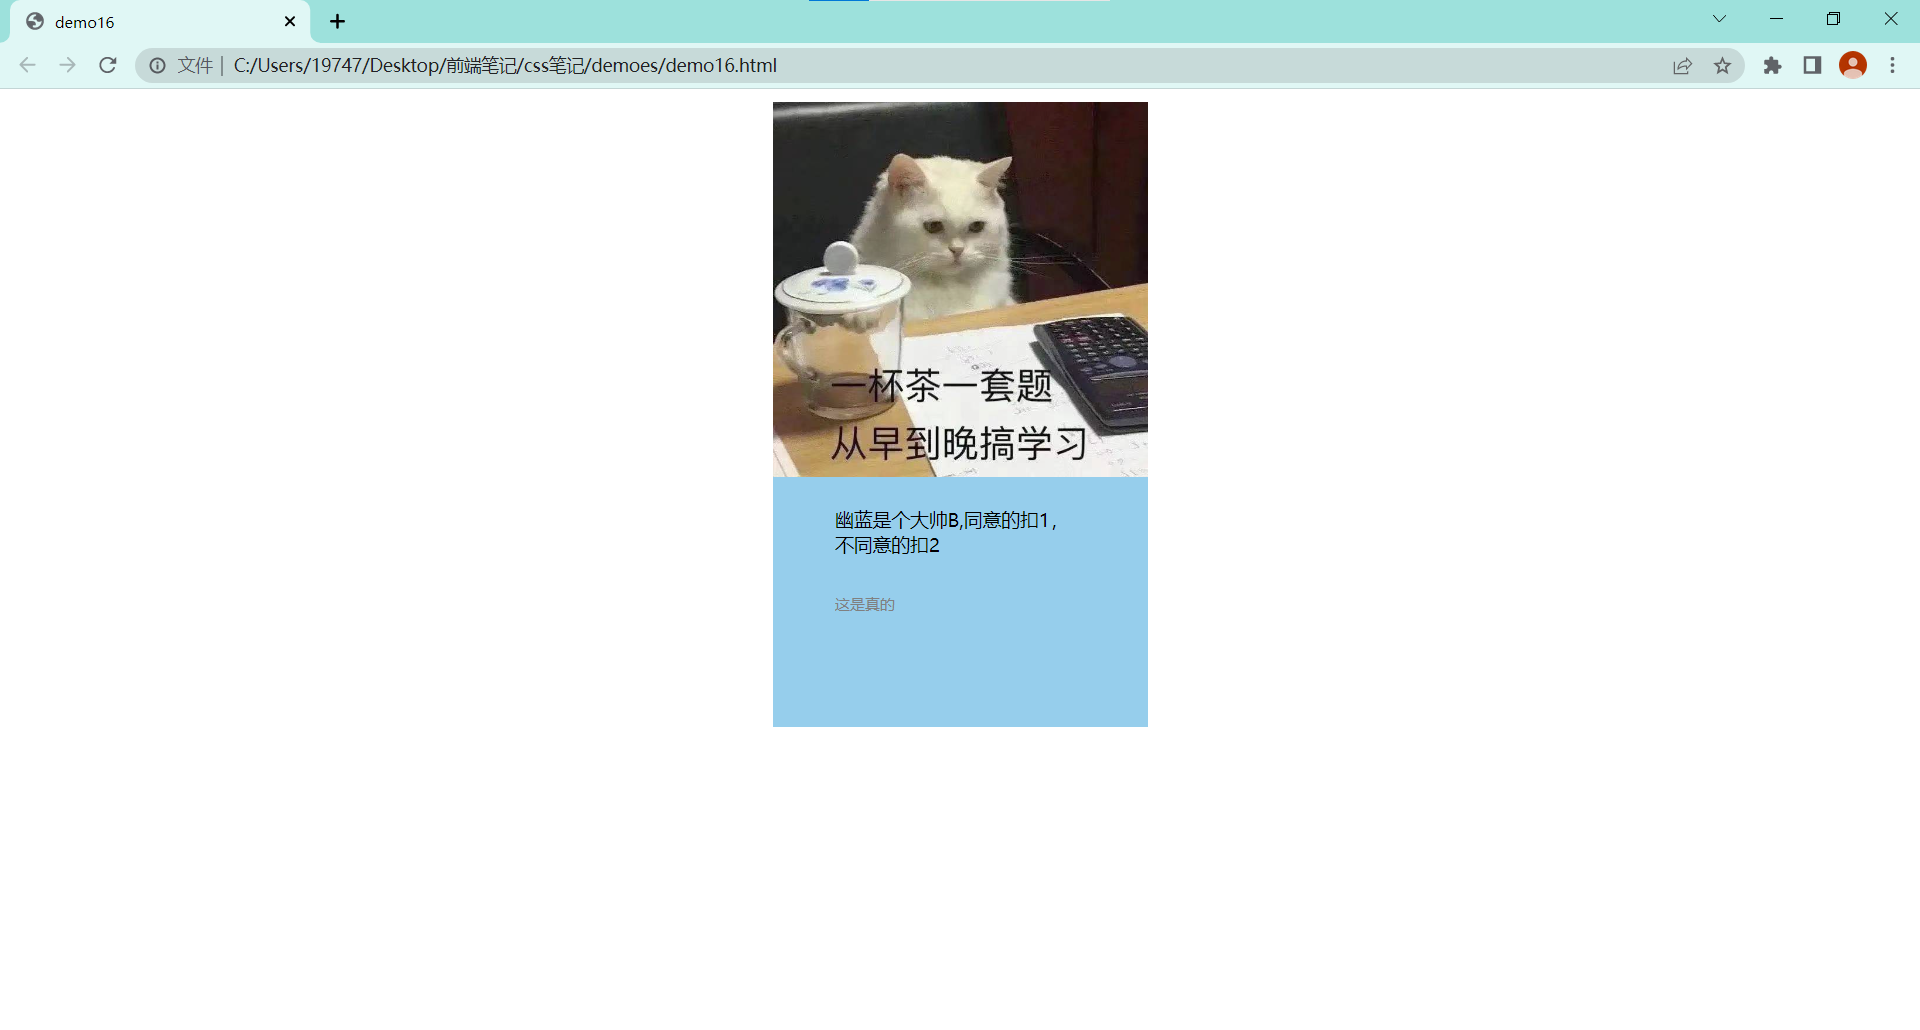 demo16
文件
C:/Users/19747/Desktop/前端笔记/css笔记/demoes/demo16.html
一杯茶一套题
从早到晚搞学习
幽蓝是个大帅B,同意的扣1，
不同意的扣2
这是真的